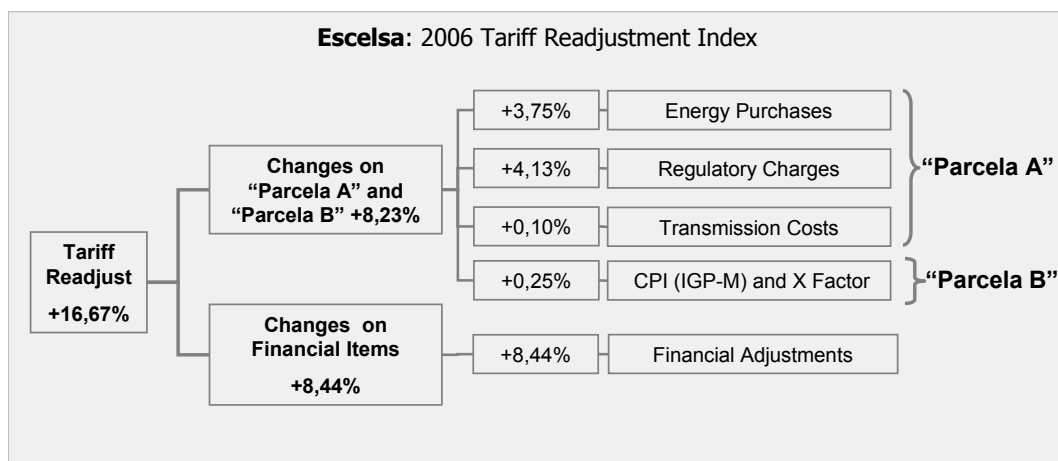 Escelsa: 2006 Tariff Readjustment Index
Tariff
Readjust
+16,67%
Changes on
“Parcela A” and
“Parcela B” +8,23%
+3,75%
Energy Purchases
+4,13%
Regulatory Charges
+0,10%
Transmission Costs
“Parcela A”
+0,25%
CPI (IGP-M) and X Factor
“Parcela B”
Changes on
Financial Items
+8,44%
+8,44%
Financial Adjustments